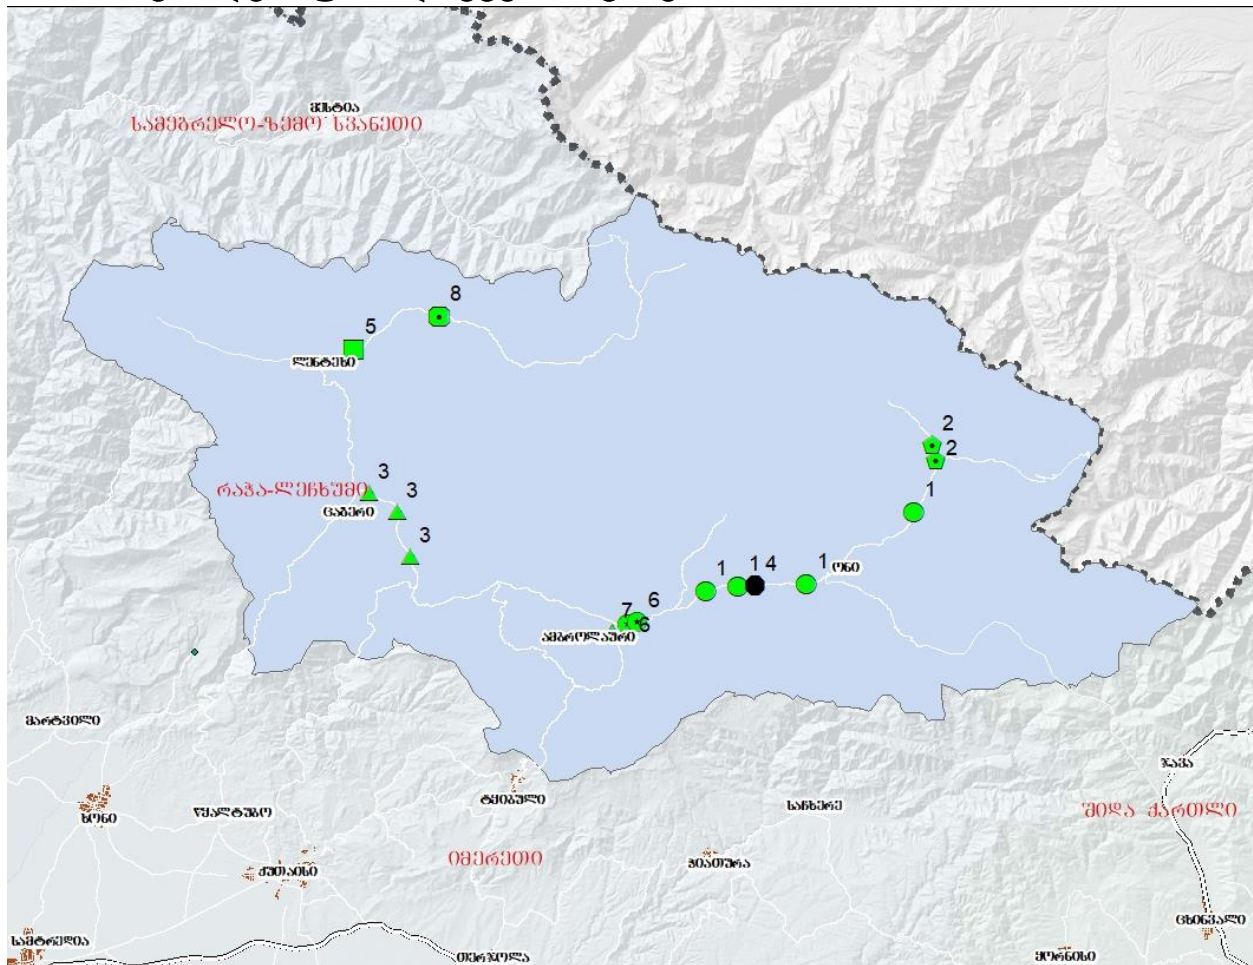 მესტია
სამეგრელო-ზემო სვანეთი
8
5
ლენტეხი
2
2
3
რაჭა-ლეჩხუმი
3
ცაგერი
1
3
1
1 4
1
ონი
7
6
6
ამბროლაური
მარტვილი
ჯავა
ტყიბული
საჩხერე
წყალტუბო
ხონი
შიდა ქართლი
იმერეთი
ჭიათურა
ქუთაისი
ცხინვალი
სამტრედია
თერჯოლა
ყორნისი